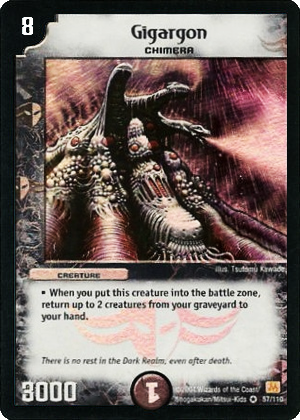 8
Gigargon
CHIMERA
illus. Tsutomu Kawade
CREATURE
▪ When you put this creature into the battle zone,
return up to 2 creatures from your graveyard to
your hand.
There is no rest in the Dark Realm, even after death.
3000
1
©2004 Wizards of the Coast/
Shogakukan/Mitsui-Kids
57/110